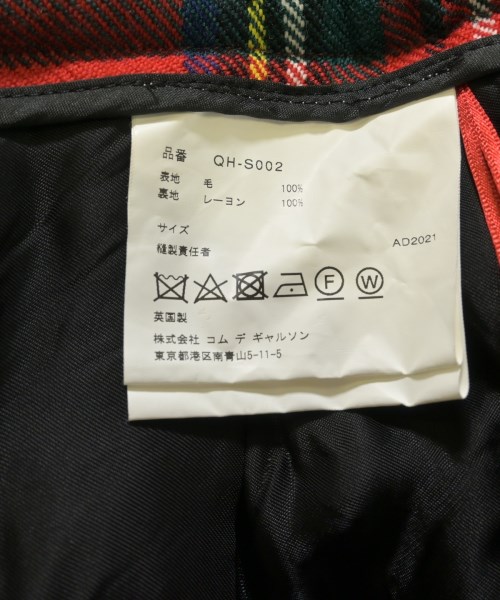 品番 QH-S002
表地 毛 100%
裏地 レーヨン 100%
サイズ
縫製責任者
AD2021
F W
英国製
株式会社 コム デ ギャルソン
東京都港区南青山5-11-5